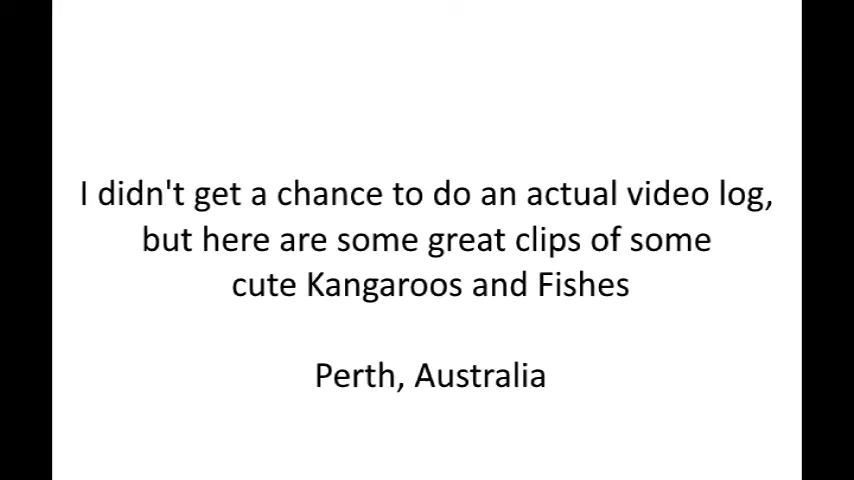 I didn't get a chance to do an actual video log,
but here are some great clips of some
cute Kangaroos and Fishes
Perth, Australia